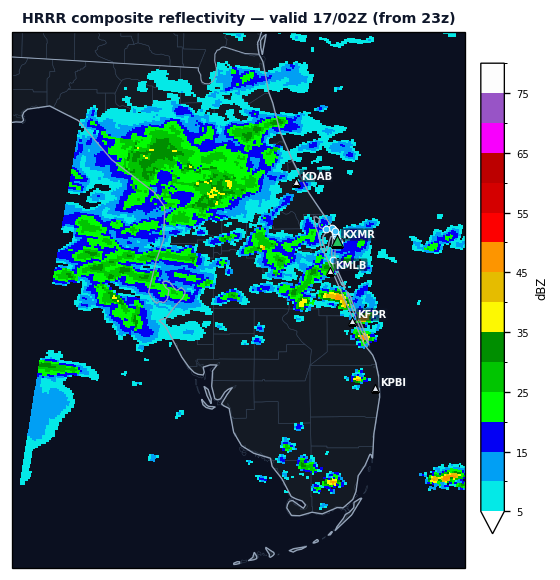 HRRR composite reflectivity — valid 17/02Z (from 23z)
KDAB
KXMR
KMLB
KFPR
KPBI
75
65
55
45
35
25
15
5
dBZ